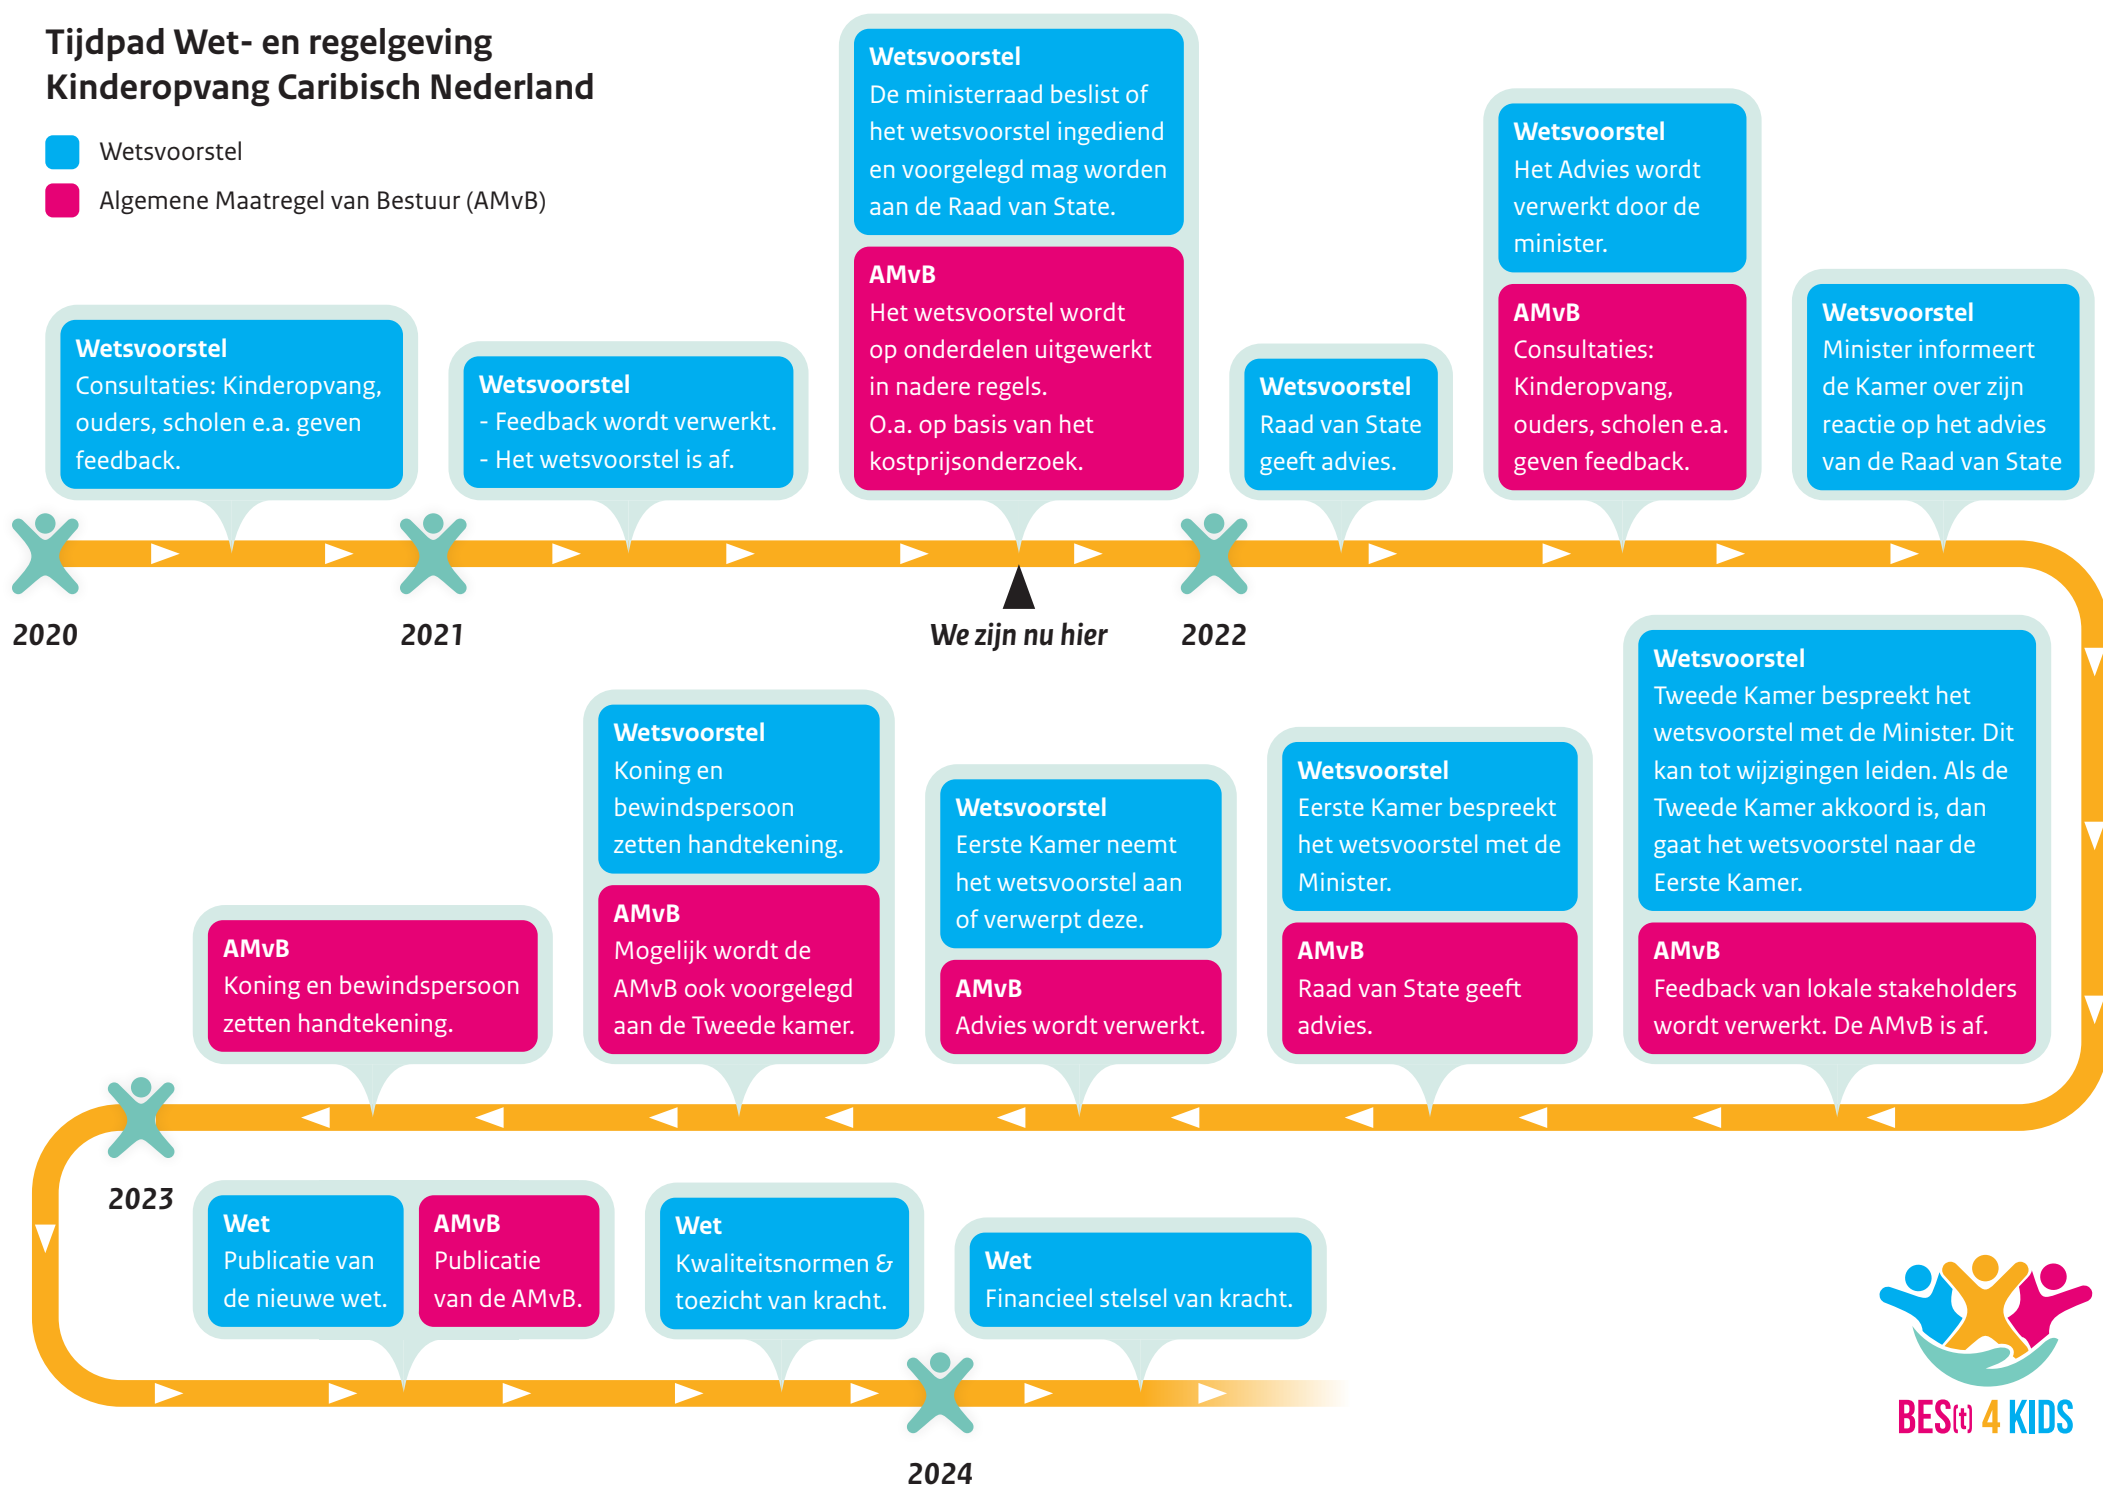 Tijdpad Wet- en regelgeving
Kinderopvang Caribisch Nederland
Wetsvoorstel
Algemene Maatregel van Bestuur (AMvB)
Wetsvoorstel
Consultaties: Kinderopvang,
ouders, scholen e.a. geven
feedback.
Wetsvoorstel
- Feedback wordt verwerkt.
- Het wetsvoorstel is af.
Wetsvoorstel
De ministerraad beslist of
het wetsvoorstel ingediend
en voorgelegd mag worden
aan de Raad van State.
AMvB
Het wetsvoorstel wordt
op onderdelen uitgewerkt
in nadere regels.
O.a. op basis van het
kostprijsonderzoek.
Wetsvoorstel
Raad van State
geeft advies.
Wetsvoorstel
Het Advies wordt
verwerkt door de
minister.
AMvB
Consultaties:
Kinderopvang,
ouders, scholen e.a.
geven feedback.
Wetsvoorstel
Minister informeert
de Kamer over zijn
reactie op het advies
van de Raad van State
2020
2021
We zijn nu hier
2022
Wetsvoorstel
Tweede Kamer bespreekt het
wetsvoorstel met de Minister. Dit
kan tot wijzigingen leiden. Als de
Tweede Kamer akkoord is, dan
gaat het wetsvoorstel naar de
Eerste Kamer.
AMvB
Feedback van lokale stakeholders
wordt verwerkt. De AMvB is af.
Wetsvoorstel
Eerste Kamer bespreekt
het wetsvoorstel met de
Minister.
AMvB
Raad van State geeft
advies.
Wetsvoorstel
Eerste Kamer neemt
het wetsvoorstel aan
of verwerpt deze.
AMvB
Advies wordt verwerkt.
Wetsvoorstel
Koning en
bewindspersoon
zetten handtekening.
AMvB
Mogelijk wordt de
AMvB ook voorgelegd
aan de Tweede kamer.
AMvB
Koning en bewindspersoon
zetten handtekening.
2023
Wet
Publicatie van
de nieuwe wet.
AMvB
Publicatie
van de AMvB.
Wet
Kwaliteitsnormen &
toezicht van kracht.
Wet
Financieel stelsel van kracht.
2024
BES(t) 4 KIDS